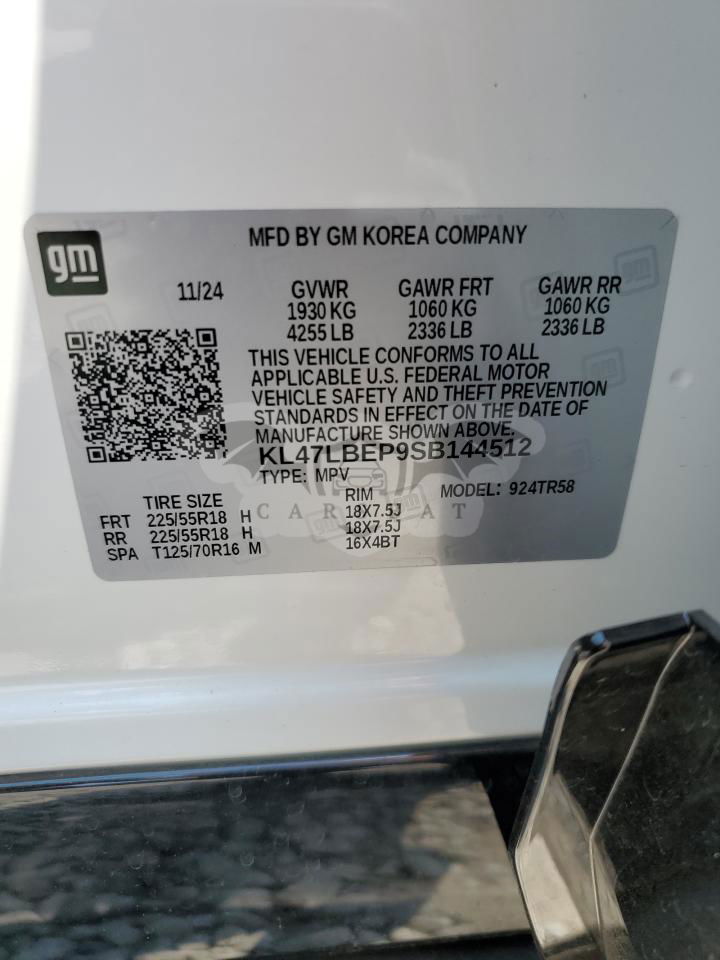 gm
MFD BY GM KOREA COMPANY
11/24 GVWR GAWR FRT GAWR RR
1930 KG 1060 KG 1060 KG
4255 LB 2336 LB 2336 LB
THIS VEHICLE CONFORMS TO ALL
APPLICABLE U.S. FEDERAL MOTOR
VEHICLE SAFETY AND THEFT PREVENTION
STANDARDS IN EFFECT ON THE DATE OF
MANUFACTURE SHOWN ABOVE.
KL47LBEP9SB144512
TYPE: MPV MODEL: 924TR58
TIRE SIZE RIM
FRT 225/55R18 H 18X7.5J
RR 225/55R18 H 18X7.5J
SPA T125/70R16 M 16X4BT